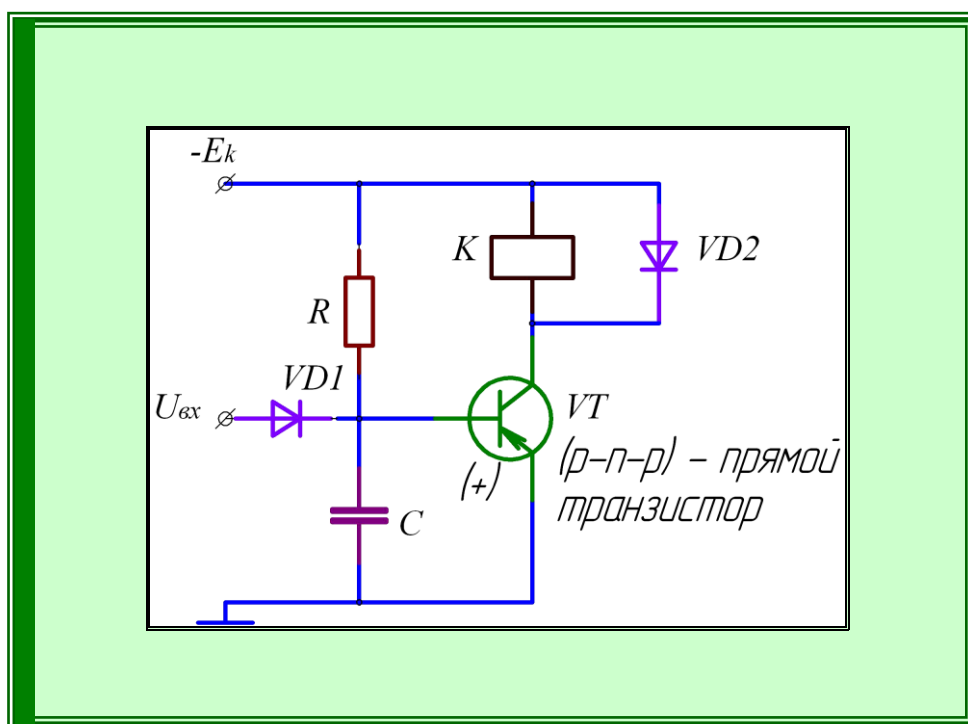 -Ek
K
VD2
R
VD1
Uвх
VT
(p-n-p) - прямой
транзистор
(+)
C